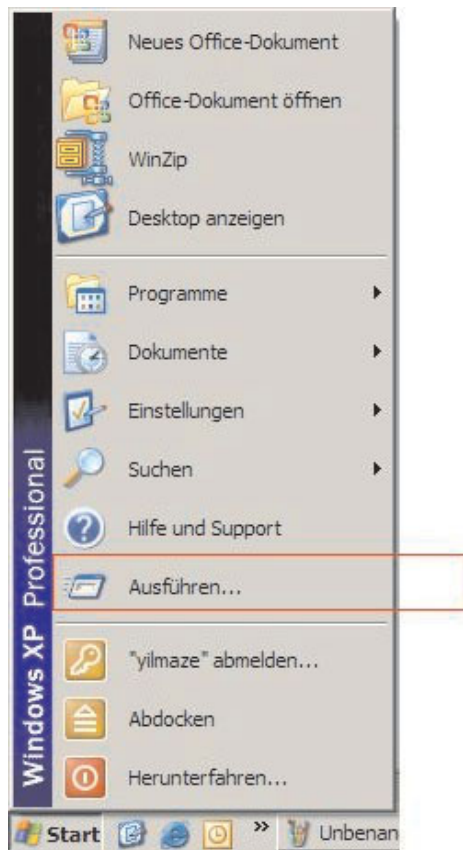 Neues Office-Dokument
Office-Dokument öffnen
WinZip
Desktop anzeigen
Programme
Dokumente
Einstellungen
Suchen
Hilfe und Support
Ausführen...
"yilmaze" abmelden...
Abdocken
Herunterfahren...
Windows XP Professional
Start
»
Unbenan